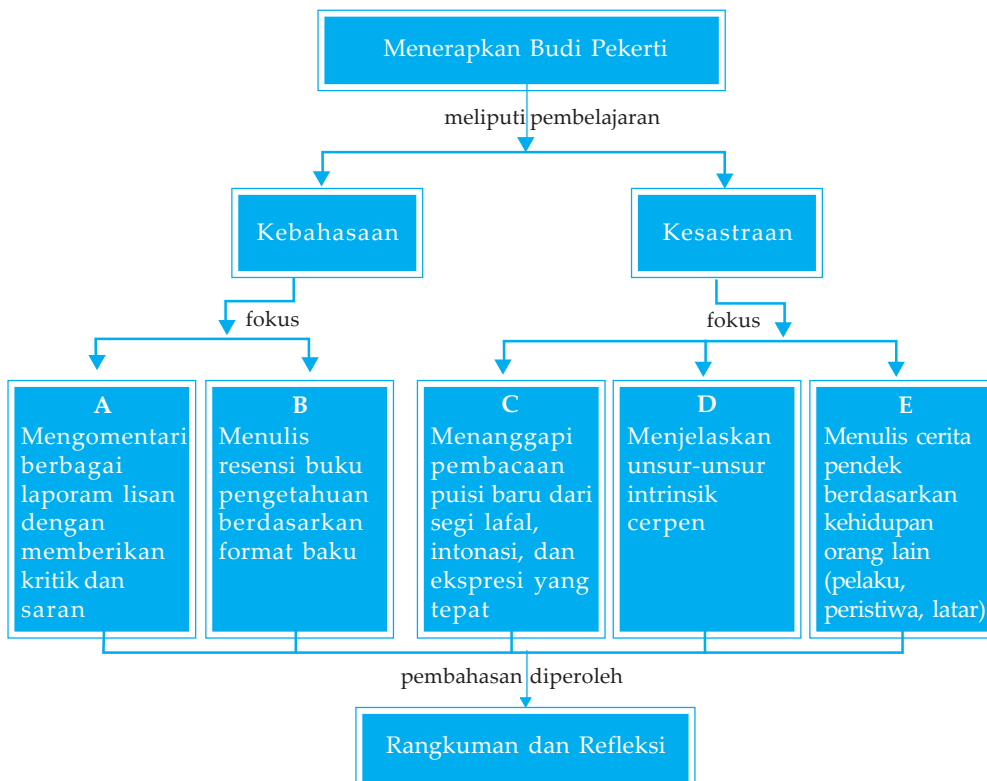 Menerapkan Budi Pekerti
meliputi pembelajaran
Kebahasaan
Kesastraan
fokus
fokus
A
Mengomentari
berbagai
laporam lisan
dengan
memberikan
kritik dan
saran
B
Menulis
resensi buku
pengetahuan
berdasarkan
format baku
C
Menanggapi
pembacaan
puisi baru dari
segi lafal,
intonasi, dan
ekspresi yang
tepat
D
Menjelaskan
unsur-unsur
intrinsik
cerpen
E
Menulis cerita
pendek
berdasarkan
kehidupan
orang lain
(pelaku,
peristiwa, latar)
pembahasan diperoleh
Rangkuman dan Refleksi